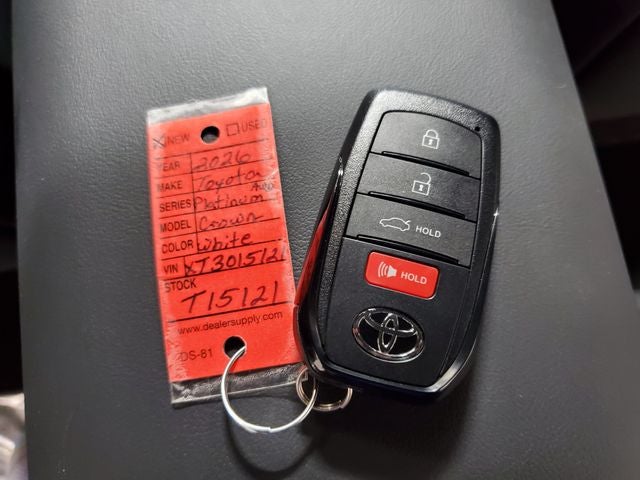 NEW USED
YEAR 2026
MAKE Toyota
Auto
SERIES Platinum
MODEL Crown
COLOR White
VIN XT3015121
STOCK
T15121
www.dealersupply.com
DS-81
HOLD
HOLD